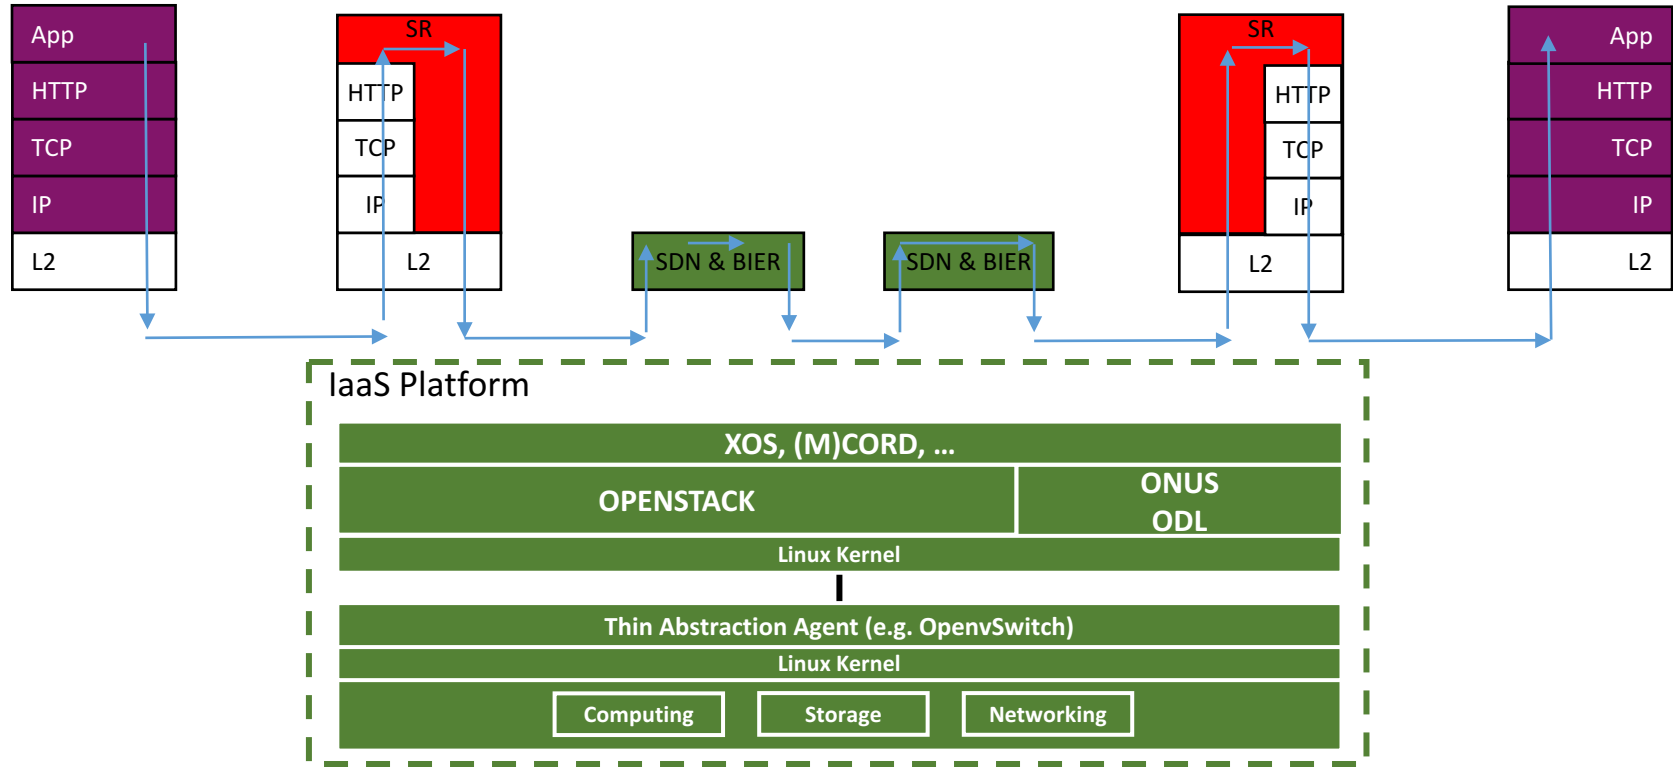 App
HTTP
TCP
IP
L2
SR
HTTP
TCP
IP
L2
SDN & BIER
SDN & BIER
SR
HTTP
TCP
IP
L2
App
HTTP
TCP
IP
L2
IaaS Platform
XOS, (M)CORD, ...
OPENSTACK
ONUS
ODL
Linux Kernel
Thin Abstraction Agent (e.g. OpenvSwitch)
Linux Kernel
Computing
Storage
Networking